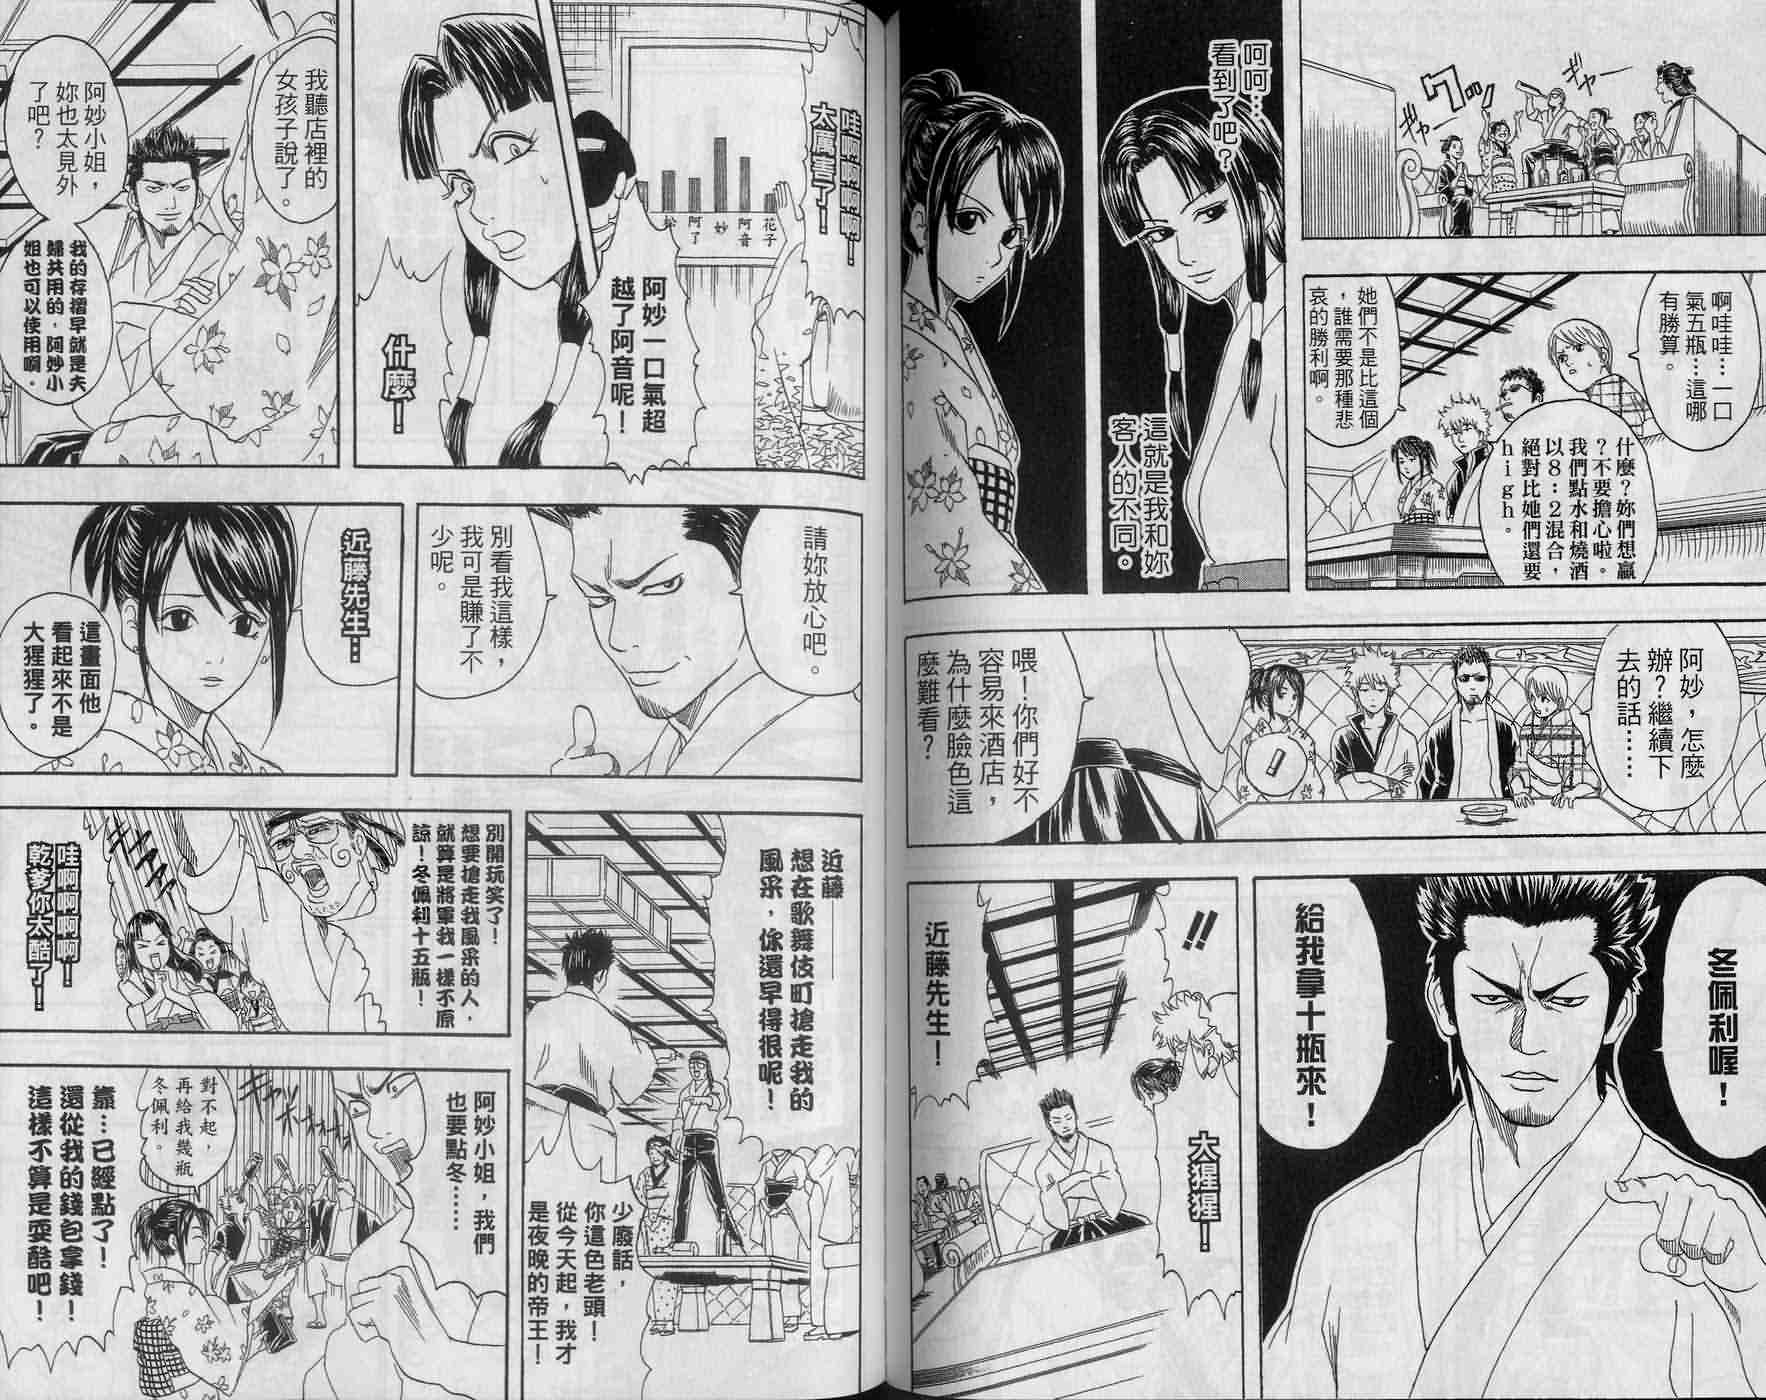 ギャー
ギャー
啊哇哇…一口
氣五瓶…這哪
有勝算。
她們不是比這個
，誰需要那種悲
哀的勝利啊。
什麼？妳們想贏
？不要擔心啦。
我們點水和燒酒
以8：2混合，
絕對比她們還要
high。
呵呵…
看到了吧？
這就是我和妳
客人的不同。
阿妙，怎麼
辦？繼續下
去的話……
！
喂！你們好不
容易來酒店，
為什麼臉色這
麼難看？
冬佩利喔！
給我拿十瓶來！
!!
大猩猩！
近藤先生！
哇啊啊啊啊！
太厲害了！
花子
阿音
妙
阿了
松
阿妙一口氣超
越了阿音呢！
什麼！
我聽店裡的
女孩子說了。
阿妙小姐，
妳也太見外
了吧？
我的存摺早就是夫
婦共用的，阿妙小
姐也可以使用啊。
請妳放心吧。
別看我這樣，
我可是賺了不
少呢。
近藤先生…
這畫面他
看起來不是
大猩猩了。
近藤——
想在歌舞伎町搶走我的
風采，你還早得很呢！
少廢話，
你這色老頭！
從今天起，我才
是夜晚的帝王！
別開玩笑了！
想要搶走我風采的人，
就算是將軍我一樣不原
諒！冬佩利十五瓶！
哇啊啊啊啊！
乾爹你太酷了！
阿妙小姐，我們
也要點冬……
對不起，
再給我幾瓶
冬佩利。
靠…已經點了！
還從我的錢包拿錢！
這樣不算是耍酷吧！